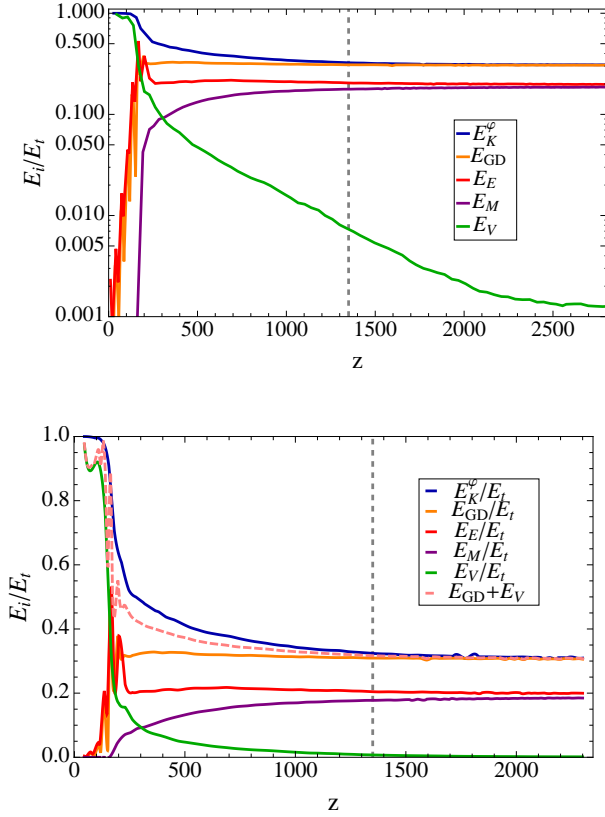 1.000
0.500
0.100
0.050
0.010
0.005
0.001
E_i/E_t
E_K^φ
E_GD
E_E
E_M
E_V
0 500 1000 1500 2000 2500
z
1.0
0.8
0.6
0.4
0.2
0.0
E_i/E_t
E_K^φ/E_t
E_GD/E_t
E_E/E_t
E_M/E_t
E_V/E_t
E_GD+E_V
0 500 1000 1500 2000
z